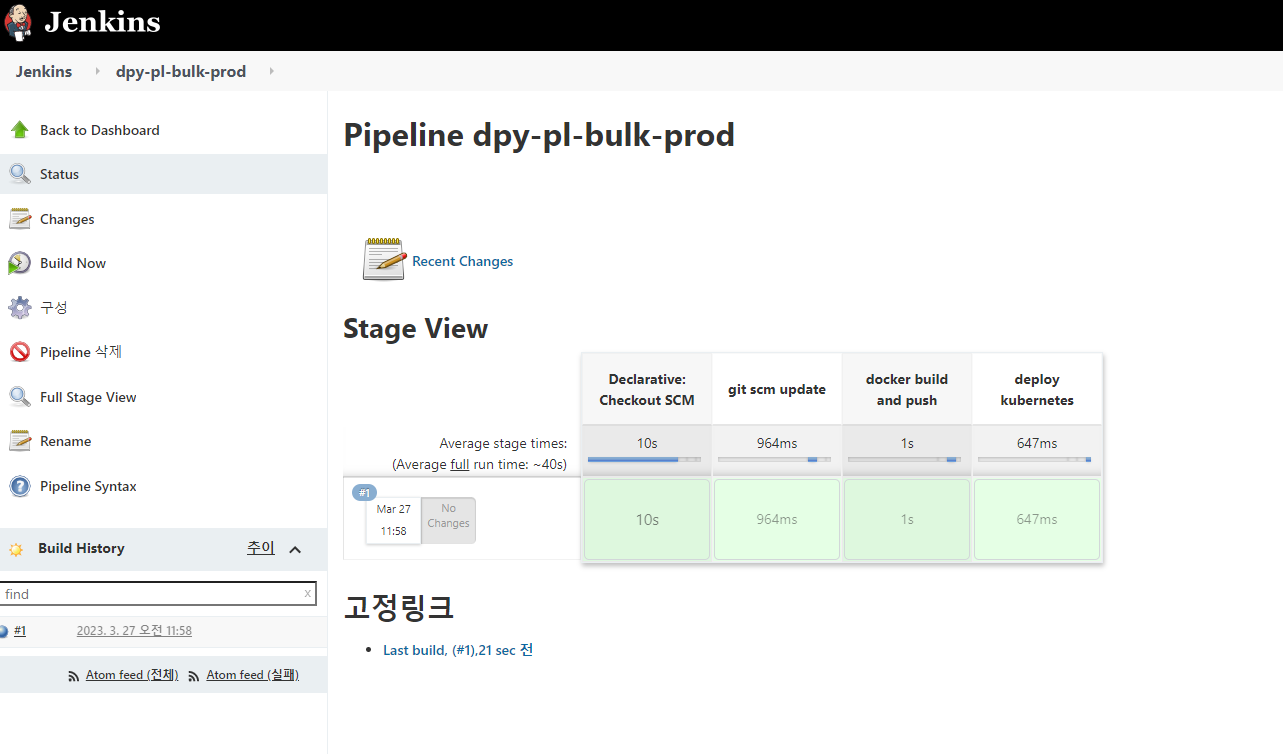 Jenkins
Jenkins
dpy-pl-bulk-prod
Back to Dashboard
Status
Changes
Build Now
구성
Pipeline 삭제
Full Stage View
Rename
Pipeline Syntax
Build History
추이
find
x
#1
2023. 3. 27 오전 11:58
Atom feed (전체)
Atom feed (실패)
Pipeline dpy-pl-bulk-prod
Recent Changes
Stage View
Declarative:
Checkout SCM
git scm update
docker build
and push
deploy
kubernetes
Average stage times:
(Average full run time: ~40s)
10s
964ms
1s
647ms
#1
Mar 27
11:58
No
Changes
10s
964ms
1s
647ms
고정링크
Last build, (#1),21 sec 전